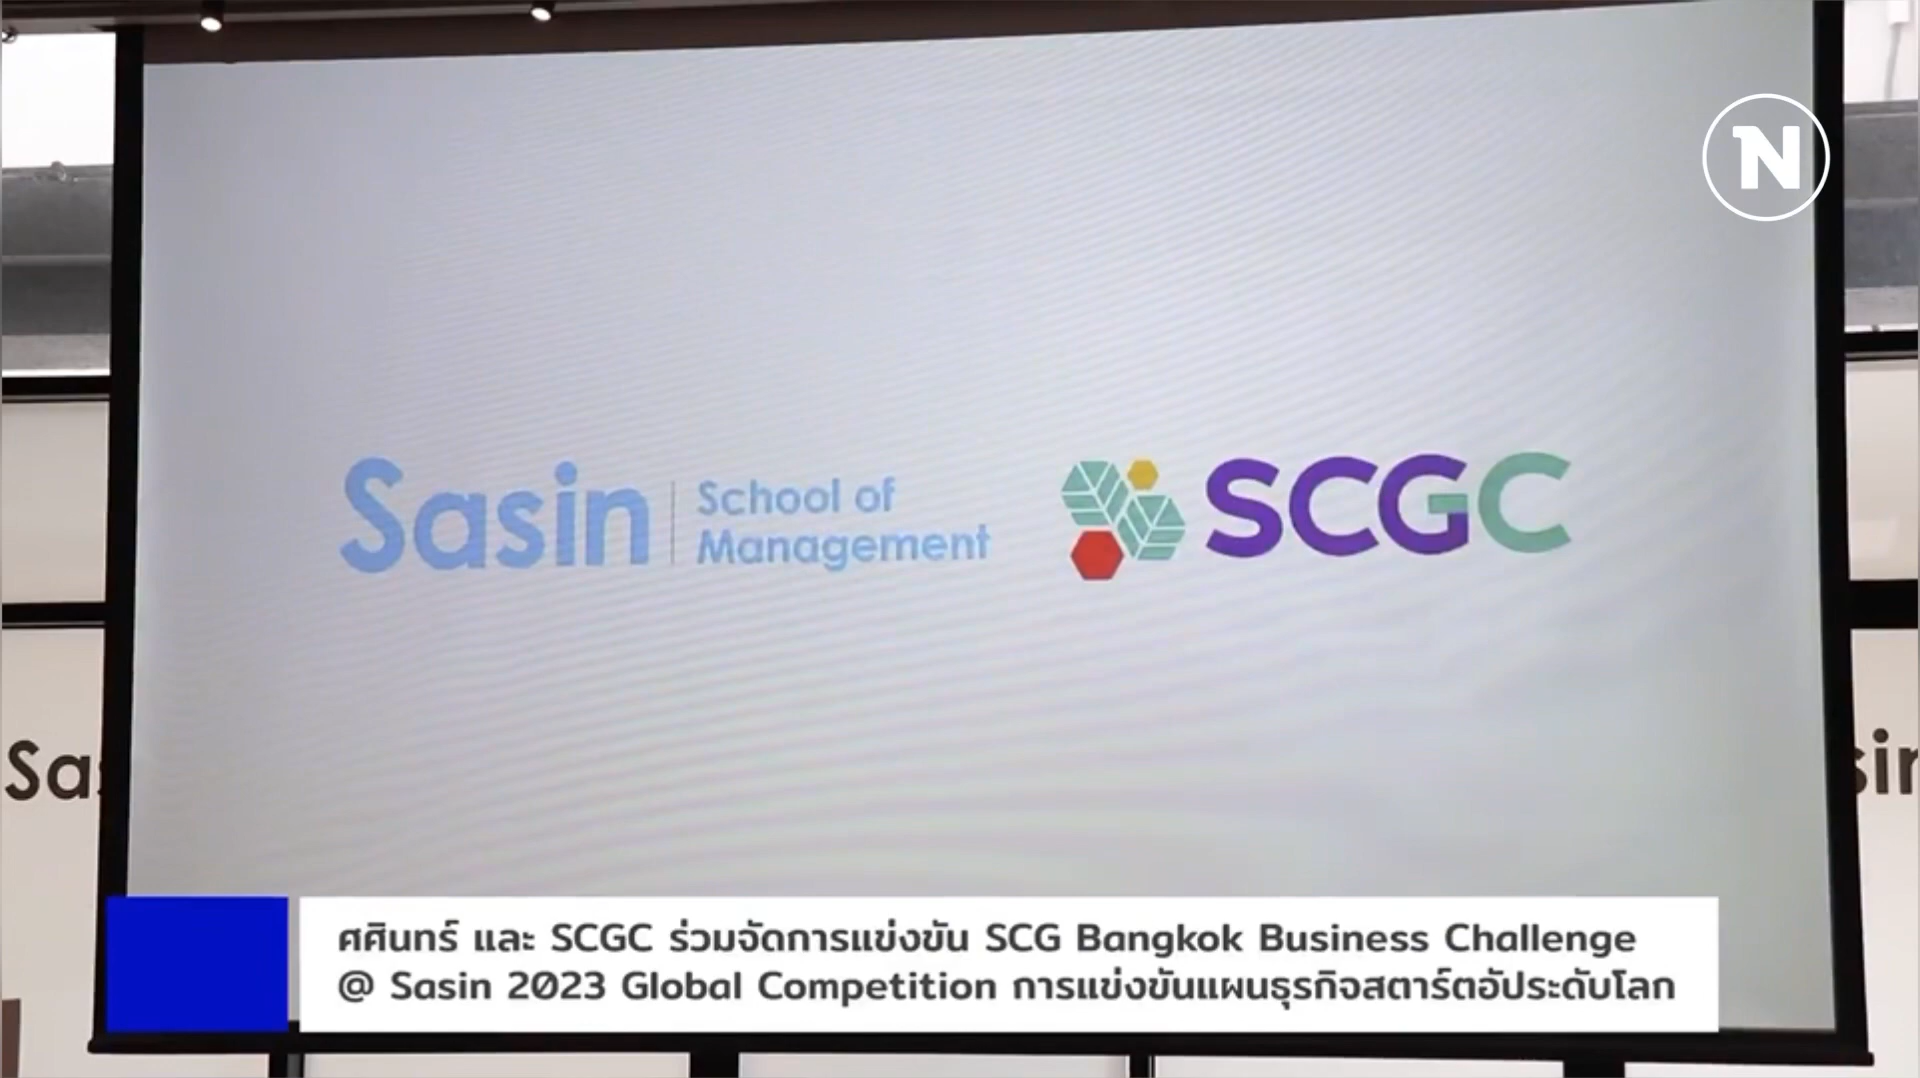 N
Sasin
School of
Management
SCGC
Sas
sin
ศศินทร์ และ SCGC ร่วมจัดการแข่งขัน SCG Bangkok Business Challenge
@ Sasin 2023 Global Competition การแข่งขันแผนธุรกิจสตาร์ตอัประดับโลก